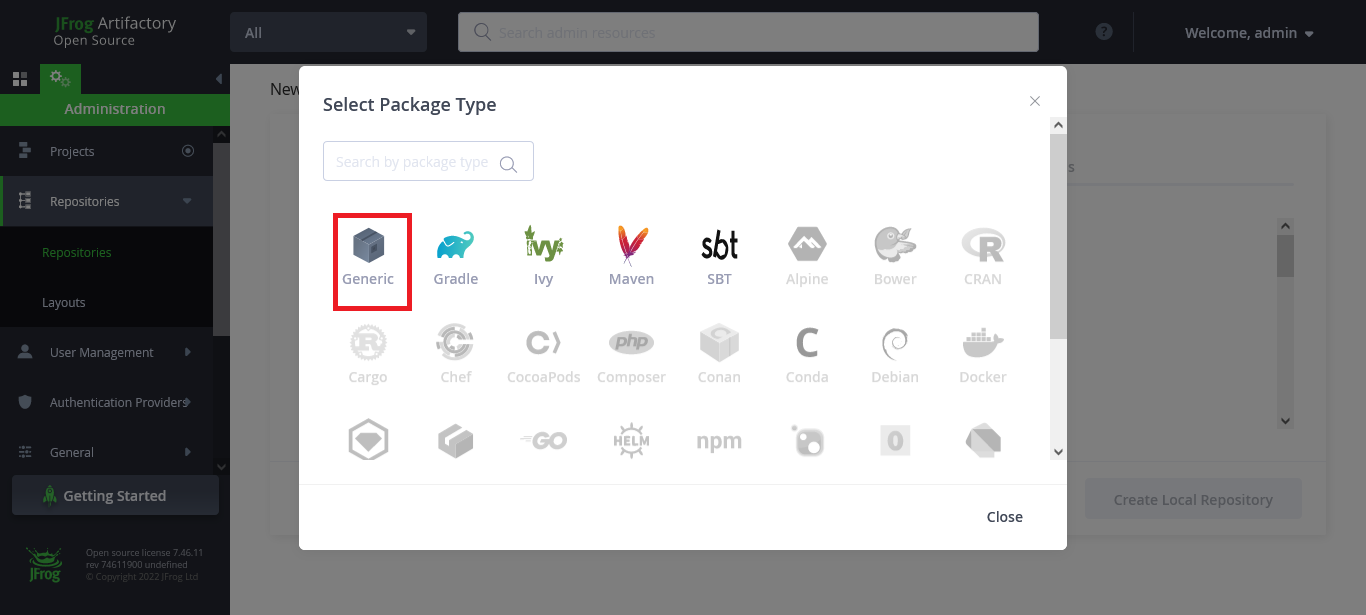 JFrog Artifactory
Open Source
All
Search admin resources
?
Welcome, admin
Administration
New
Projects
Repositories
Repositories
Layouts
User Management
Authentication Providers
General
Getting Started
JFrog
Open source license 7.46.11
rev 74611900 undefined
© Copyright 2022 JFrog Ltd
Select Package Type
Search by package type
s
Generic
Gradle
Ivy
Maven
sbt
SBT
Alpine
Bower
R
CRAN
R
Cargo
Chef
C
CocoaPods
php
Composer
C
Conan
C
Conda
Debian
Docker
GO
HELM
npm
0
Close
Create Local Repository